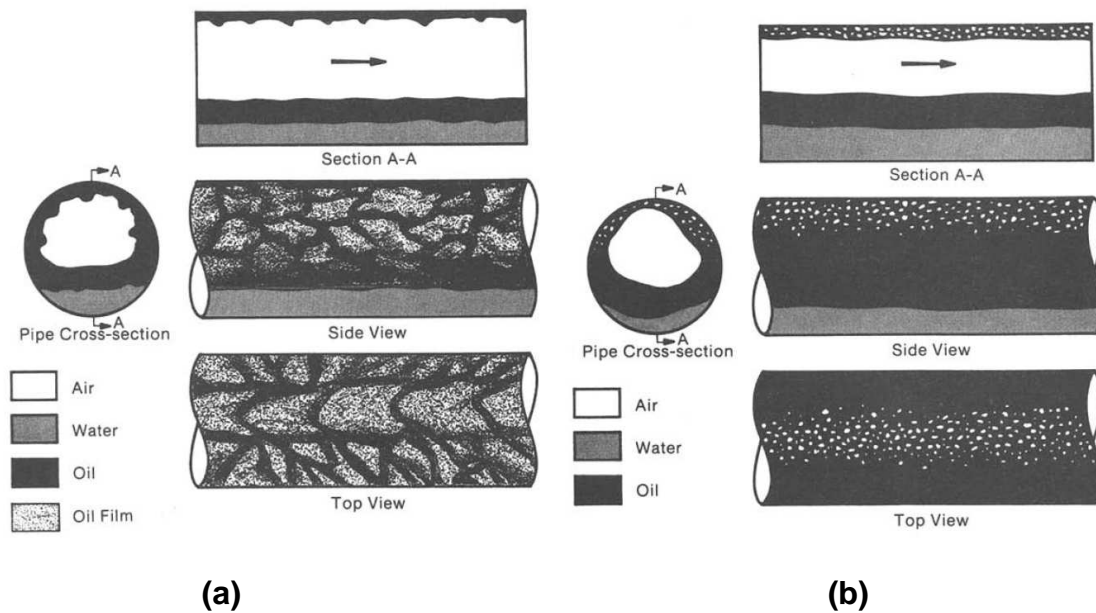 Section A-A
A
A
Pipe Cross-section
Side View
Air
Water
Oil
Oil Film
Top View
(a)
Section A-A
A
A
Pipe Cross-section
Side View
Air
Water
Oil
Top View
(b)